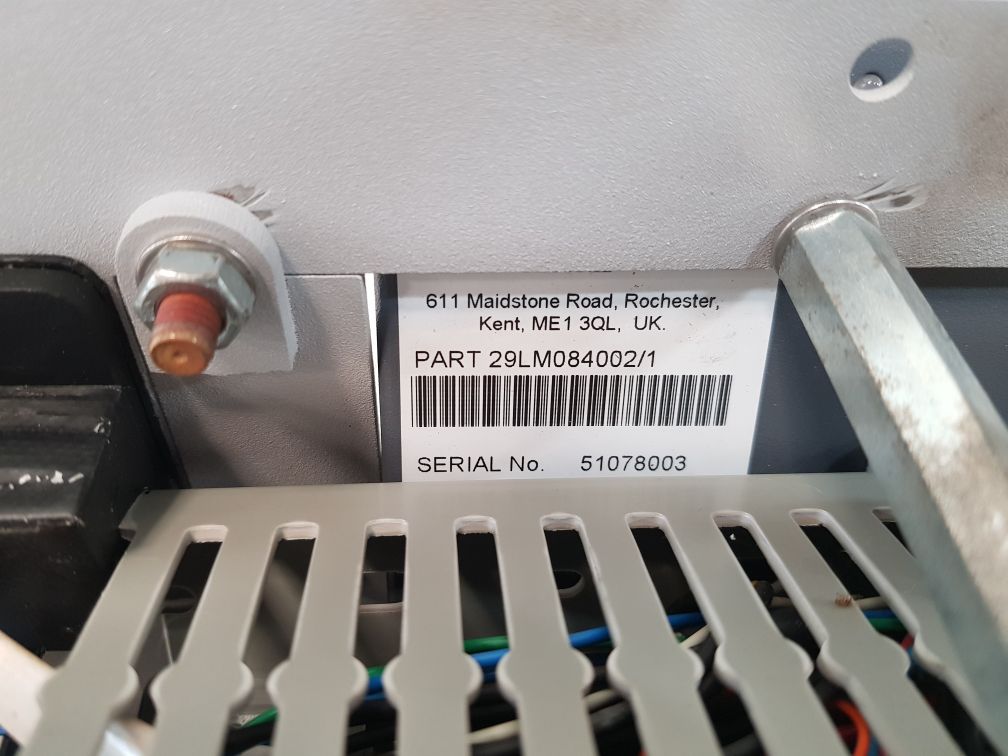 611 Maidstone Road, Rochester,
Kent, ME1 3QL, UK.
PART 29LM084002/1
SERIAL No. 51078003